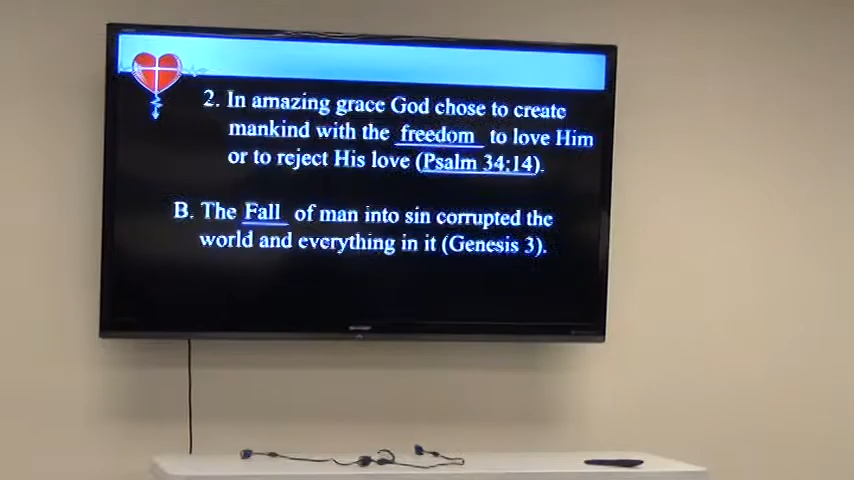 2. In amazing grace God chose to create
mankind with the freedom to love Him
or to reject His love (Psalm 34:14).
B. The Fall of man into sin corrupted the
world and everything in it (Genesis 3).